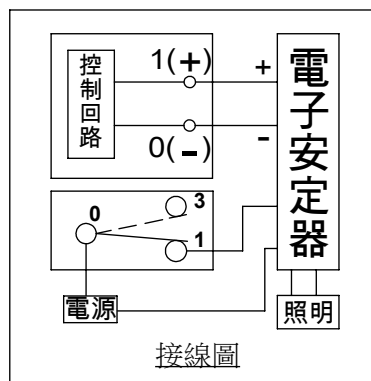 1(+)
+
控制回路
電子安定器
0(-)
-
3
0
1
電源
照明
接線圖